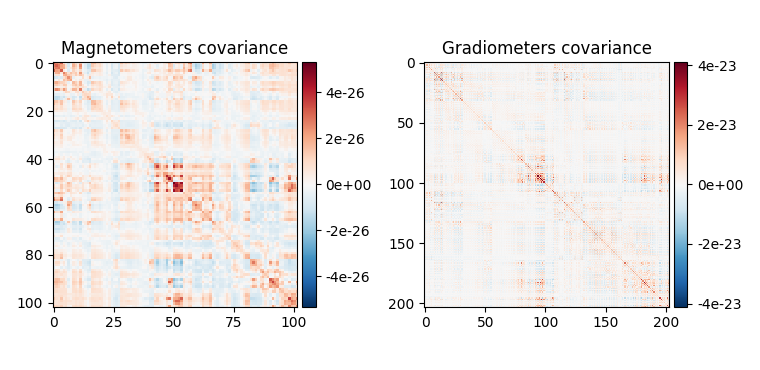 Magnetometers covariance
0
20
40
60
80
100
0
25
50
75
100
4e-26
2e-26
0e+00
-2e-26
-4e-26
Gradiometers covariance
0
50
100
150
200
0
50
100
150
200
4e-23
2e-23
0e+00
-2e-23
-4e-23